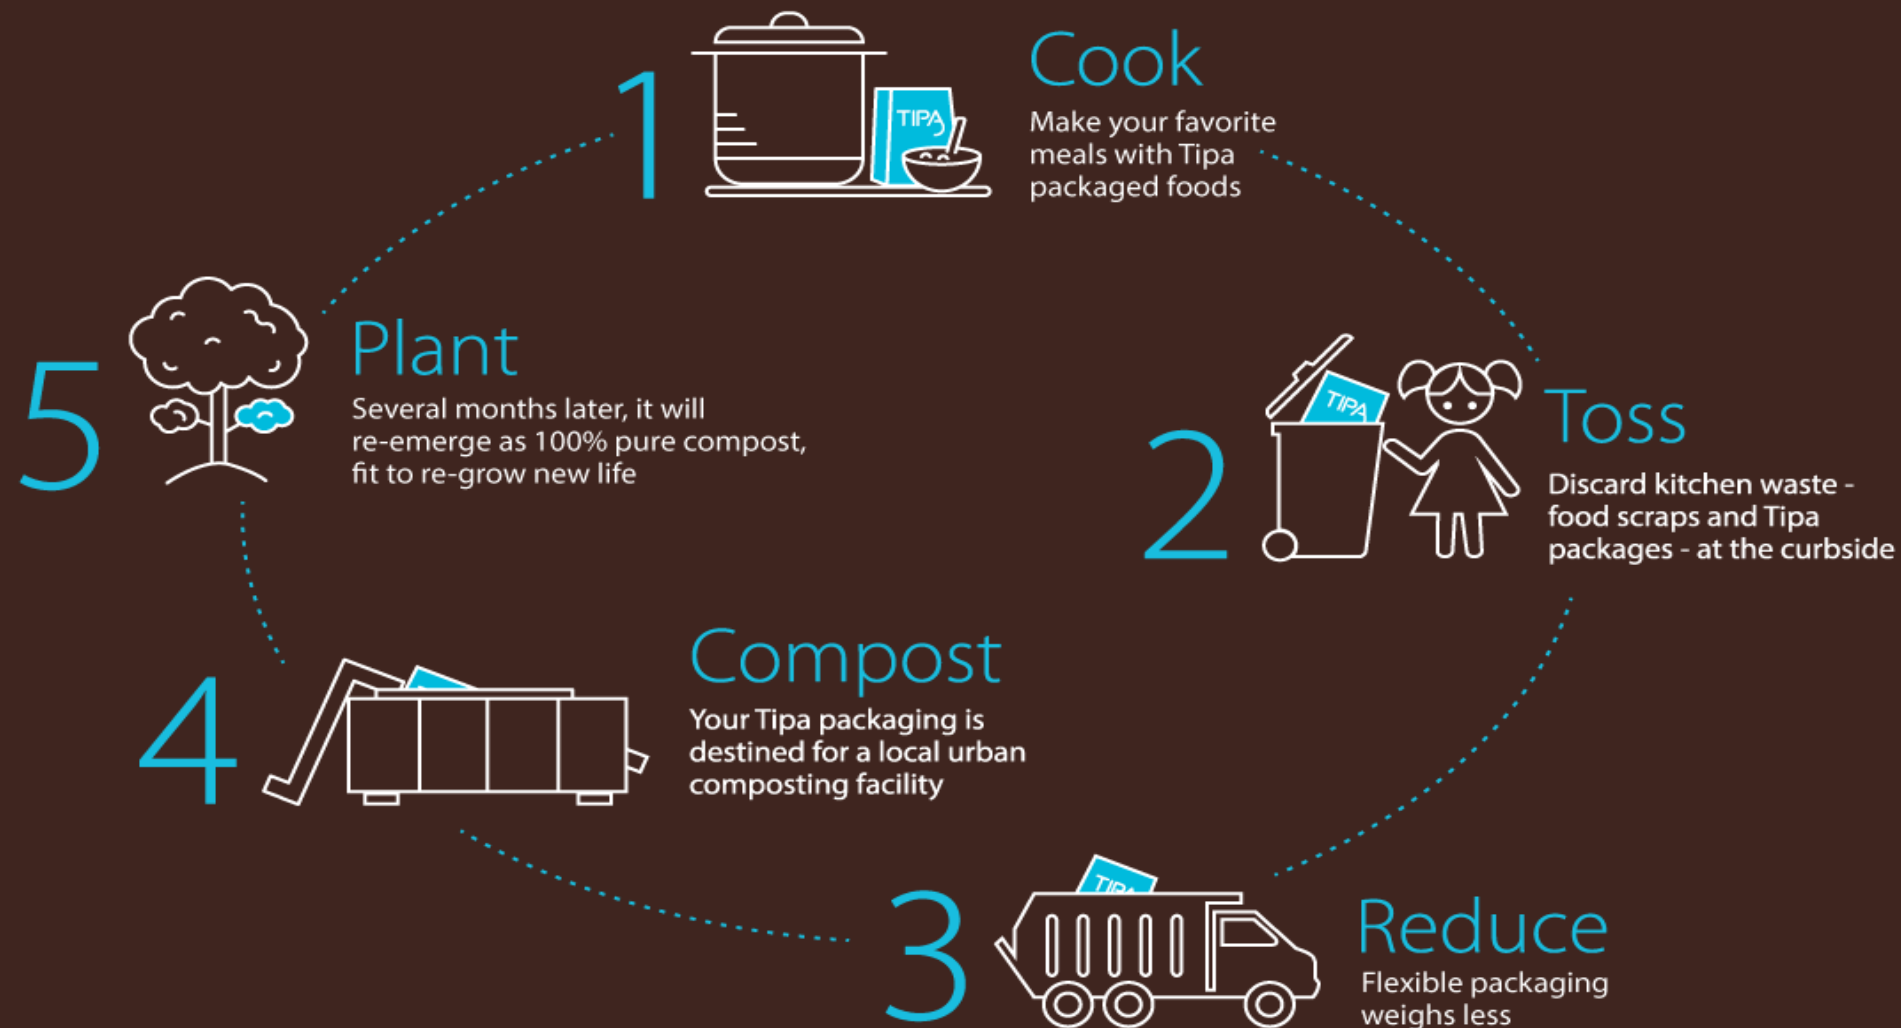 1
TIPA
Cook
Make your favorite
meals with Tipa
packaged foods
2
TIPA
Toss
Discard kitchen waste -
food scraps and Tipa
packages - at the curbside
3
TIPA
Reduce
Flexible packaging
weighs less
4
Compost
Your Tipa packaging is
destined for a local urban
composting facility
5
Plant
Several months later, it will
re-emerge as 100% pure compost,
fit to re-grow new life